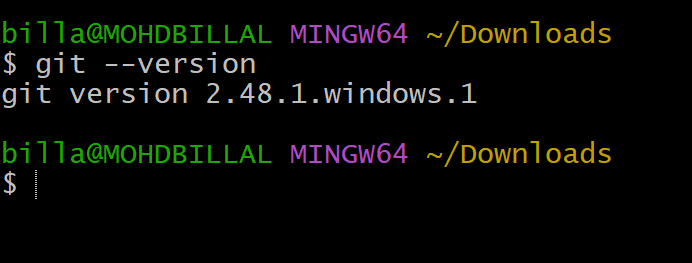 billa@MOHDBILLAL MINGW64 ~/Downloads
$ git --version
git version 2.48.1.windows.1
billa@MOHDBILLAL MINGW64 ~/Downloads
$